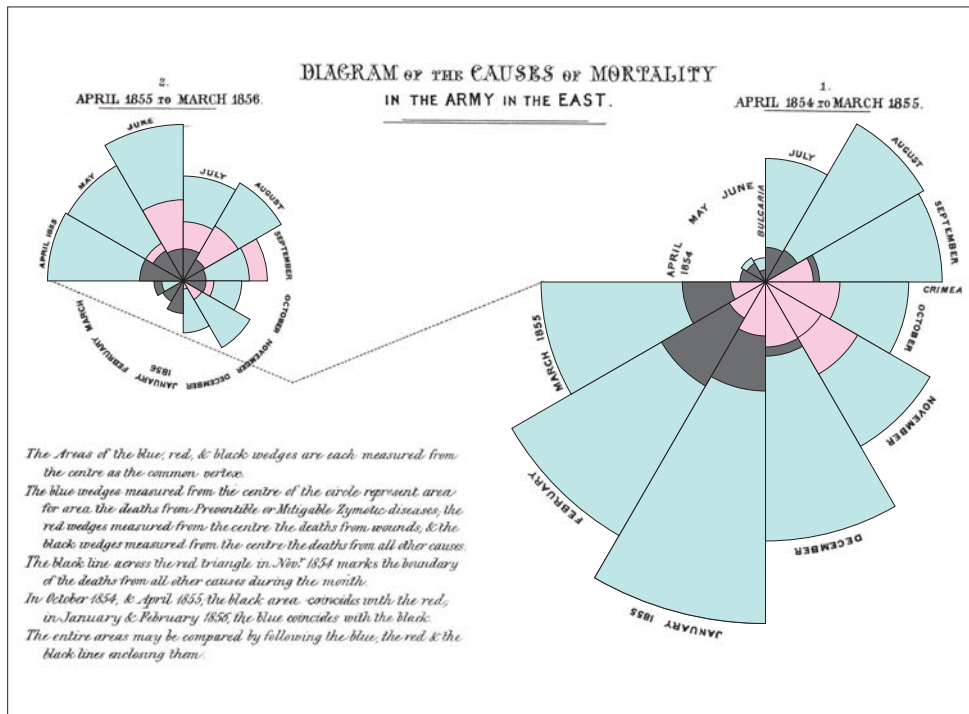 DIAGRAM OF THE CAUSES OF MORTALITY
IN THE ARMY IN THE EAST.
2.
APRIL 1855 TO MARCH 1856.
1.
APRIL 1854 TO MARCH 1855.
APRIL 1855
MAY
JUNE
JULY
AUGUST
SEPTEMBER
OCTOBER
NOVEMBER
DECEMBER
JANUARY
1856
FEBRUARY
MARCH
APRIL
1854
MAY
JUNE
BULGARIA
JULY
AUGUST
SEPTEMBER
CRIMEA
OCTOBER
NOVEMBER
DECEMBER
JANUARY 1855
FEBRUARY
MARCH 1855
The Areas of the blue, red, & black wedges are each measured from
the centre as the common vertex.
The blue wedges measured from the centre of the circle represent area
for area the deaths from Preventible or Mitigable Zymotic diseases; the
red wedges measured from the centre the deaths from wounds; & the
black wedges measured from the centre the deaths from all other causes.
The black line across the red triangle in Nov.r 1854 marks the boundary
of the deaths from all other causes during the month.
In October 1854, & April 1855, the black area coincides with the red;
in January & February 1856, the blue coincides with the black.
The entire areas may be compared by following the blue, the red & the
black lines enclosing them.